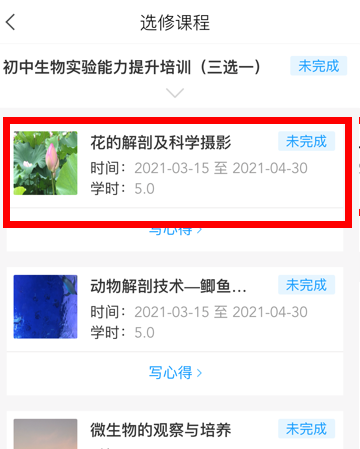 选修课程
初中生物实验能力提升培训（三选一）
未完成
花的解剖及科学摄影
未完成
时间：2021-03-15 至 2021-04-30
学时：5.0
写心得
动物解剖技术—鲫鱼…
未完成
时间：2021-03-15 至 2021-04-30
学时：5.0
写心得
微生物的观察与培养
未完成